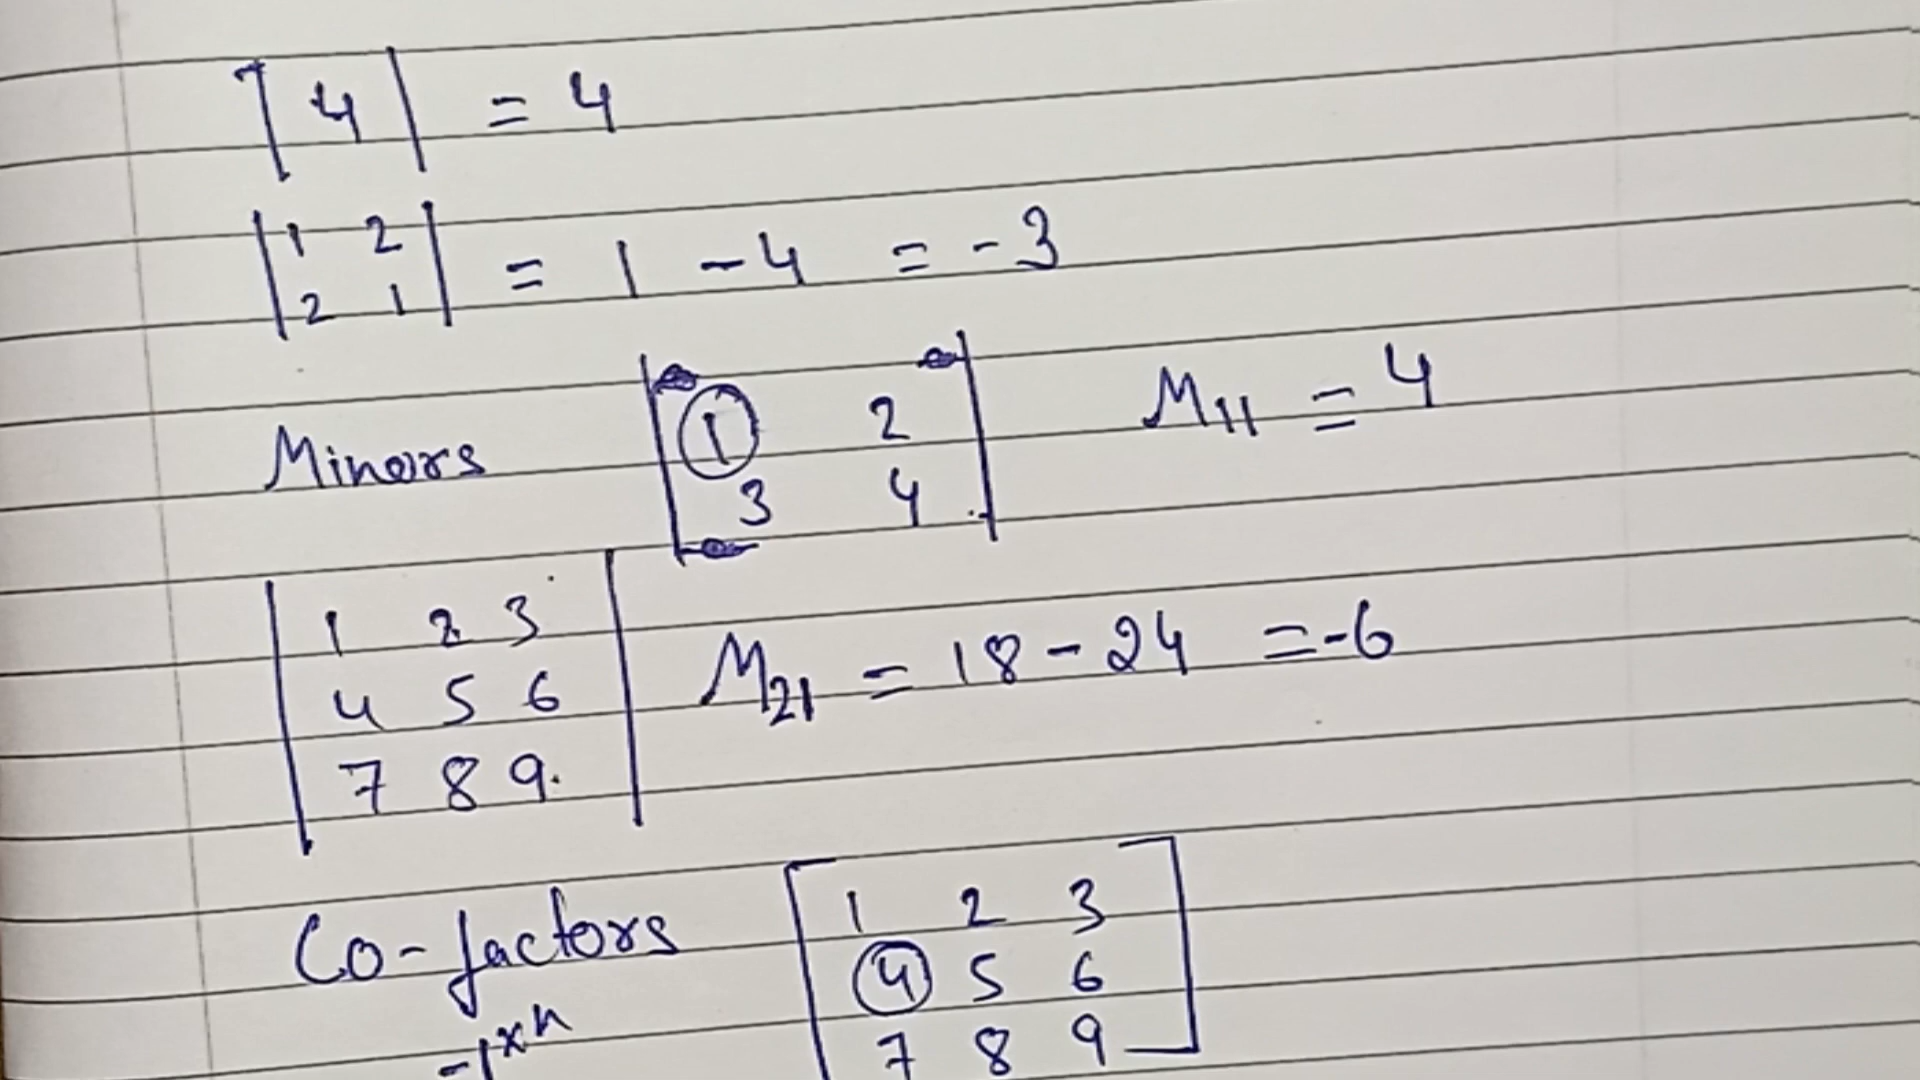 |4| = 4
|1 2
2 1| = 1 - 4 = -3
Minors |1 2
3 4| M11 = 4
|1 2 3
4 5 6
7 8 9.| M21 = 18 - 24 = -6
Co-factors [1 2 3
4 5 6
7 8 9]
-1^xn